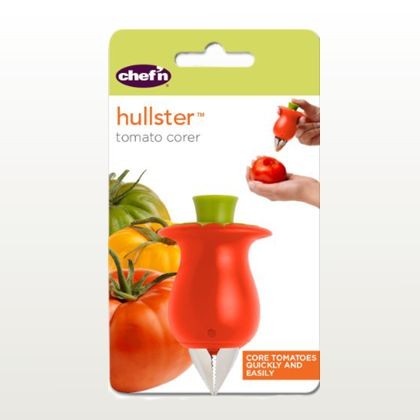 chef'n®
hullster™
tomato corer
CORE TOMATOES
QUICKLY AND
EASILY